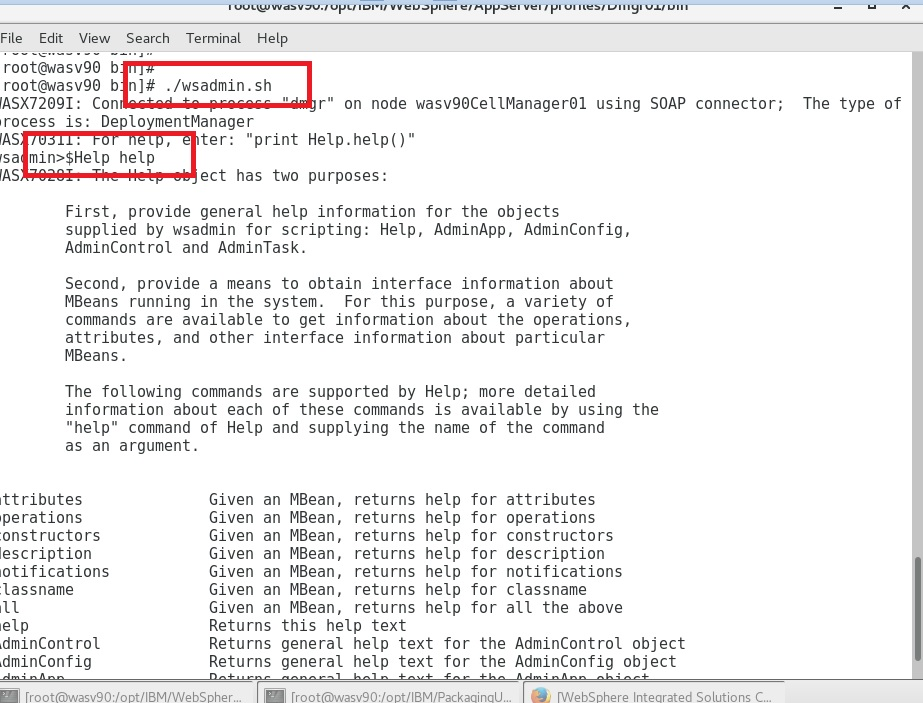 root@wasv90:/opt/IBM/WebSphere/AppServer/profiles/Dmgr01/bin
File Edit View Search Terminal Help
root@wasv90 bin]#
root@wasv90 bin]#
root@wasv90 bin]# ./wsadmin.sh
WASX7209I: Connected to process "dmgr" on node wasv90CellManager01 using SOAP connector;  The type of
process is: DeploymentManager
WASX7031I: For help, enter: "print Help.help()"
wsadmin>$Help help
WASX7028I: The Help object has two purposes:
First, provide general help information for the objects
supplied by wsadmin for scripting: Help, AdminApp, AdminConfig,
AdminControl and AdminTask.
Second, provide a means to obtain interface information about
MBeans running in the system.  For this purpose, a variety of
commands are available to get information about the operations,
attributes, and other interface information about particular
MBeans.
The following commands are supported by Help; more detailed
information about each of these commands is available by using the
"help" command of Help and supplying the name of the command
as an argument.
attributes Given an MBean, returns help for attributes
operations Given an MBean, returns help for operations
constructors Given an MBean, returns help for constructors
description Given an MBean, returns help for description
notifications Given an MBean, returns help for notifications
classname Given an MBean, returns help for classname
all Given an MBean, returns help for all the above
help Returns this help text
AdminControl Returns general help text for the AdminControl object
AdminConfig Returns general help text for the AdminConfig object
AdminApp Returns general help text for the AdminApp object
[root@wasv90:/opt/IBM/WebSpher... [root@wasv90:/opt/IBM/PackagingU... [WebSphere Integrated Solutions C...